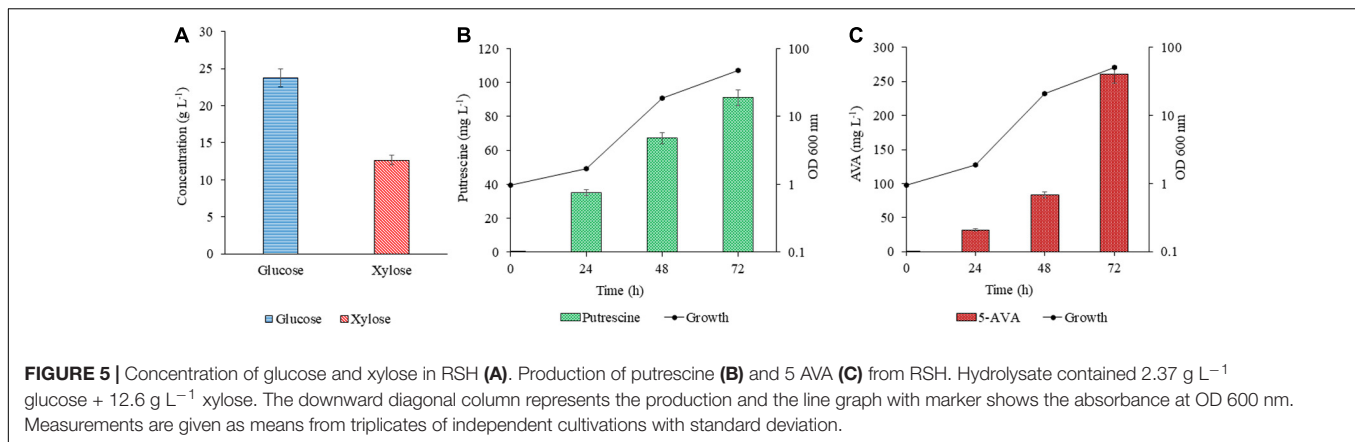 A
Concentration (g L-1)
30
25
20
15
10
5
0
Glucose
Xylose
Glucose
Xylose
B
Putrescine (mg L-1)
120
100
80
60
40
20
0
100
10
1
0.1
OD 600 nm
0
24
48
72
Time (h)
Putrescine
Growth
C
AVA (mg L-1)
300
250
200
150
100
50
0
100
10
1
0.1
OD 600 nm
0
24
48
72
Time (h)
5-AVA
Growth
FIGURE 5 | Concentration of glucose and xylose in RSH (A). Production of putrescine (B) and 5 AVA (C) from RSH. Hydrolysate contained 2.37 g L−1
glucose + 12.6 g L−1 xylose. The downward diagonal column represents the production and the line graph with marker shows the absorbance at OD 600 nm.
Measurements are given as means from triplicates of independent cultivations with standard deviation.